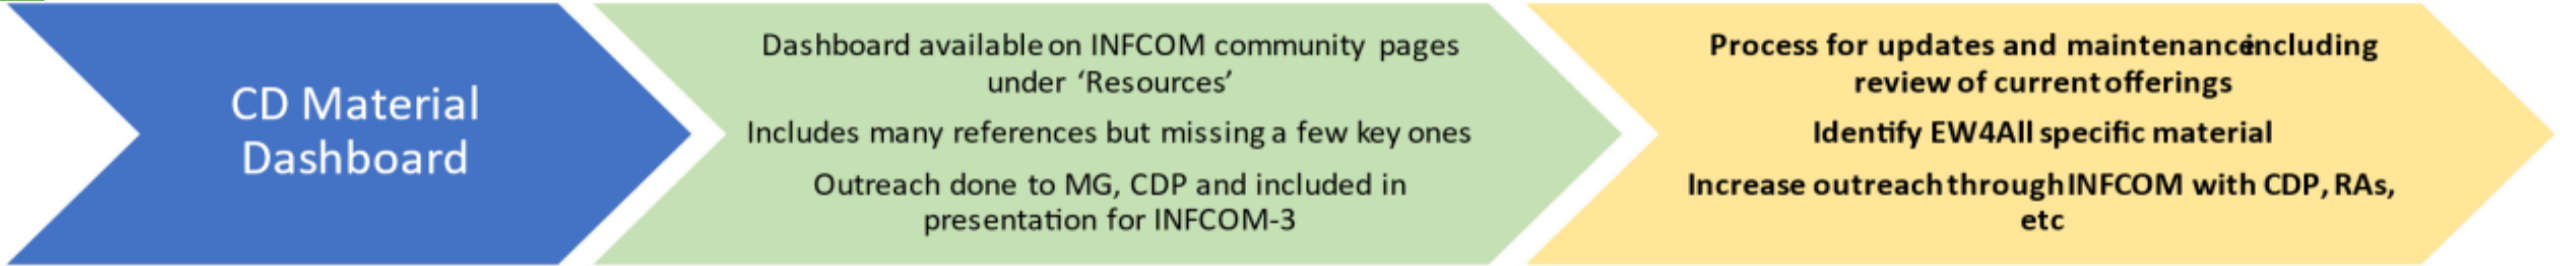 CD Material
Dashboard
Dashboard available on INFCOM community pages
under ‘Resources’
Includes many references but missing a few key ones
Outreach done to MG, CDP and included in
presentation for INFCOM-3
Process for updates and maintenance including
review of current offerings
Identify EW4All specific material
Increase outreach through INFCOM with CDP, RAs,
etc